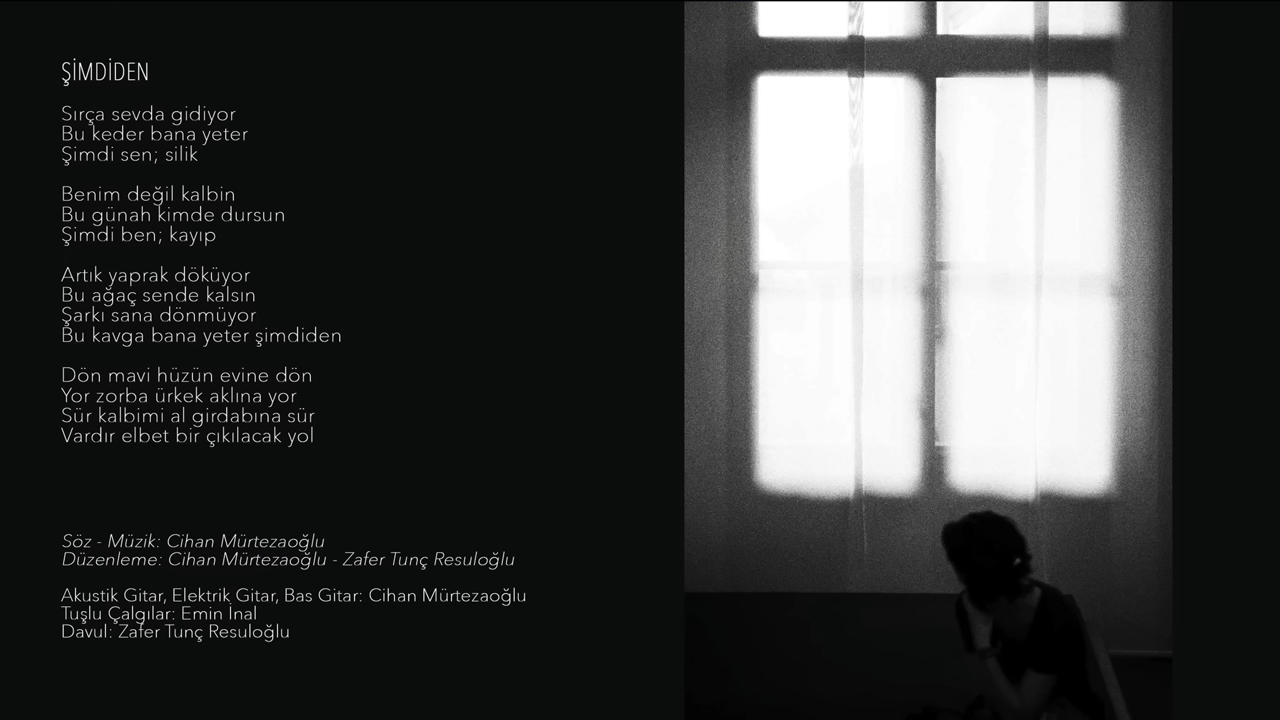 ŞİMDİDEN
Sırça sevda gidiyor
Bu keder bana yeter
Şimdi sen; silik
Benim değil kalbin
Bu günah kimde dursun
Şimdi ben; kayıp
Artık yaprak döküyor
Bu ağaç sende kalsın
Şarkı sana dönmüyor
Bu kavga bana yeter şimdiden
Dön mavi hüzün evine dön
Yor zorba ürkek aklına yor
Sür kalbimi al girdabına sür
Vardır elbet bir çıkılacak yol
Söz - Müzik: Cihan Mürtezaoğlu
Düzenleme: Cihan Mürtezaoğlu - Zafer Tunç Resuloğlu
Akustik Gitar, Elektrik Gitar, Bas Gitar: Cihan Mürtezaoğlu
Tuşlu Çalgılar: Emin İnal
Davul: Zafer Tunç Resuloğlu